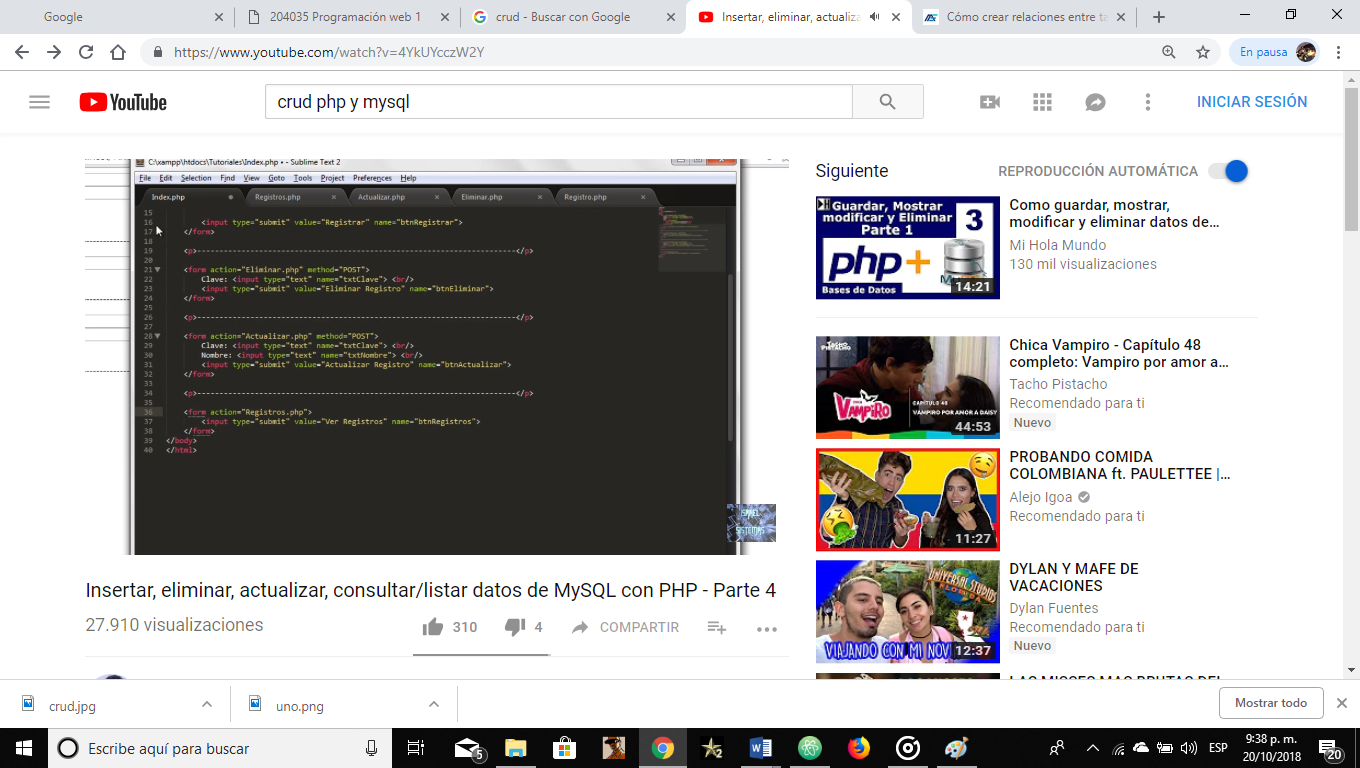 Google
204035 Programación web 1
crud - Buscar con Google
Insertar, eliminar, actualiza
Cómo crear relaciones entre ta
https://www.youtube.com/watch?v=4YkUYcczW2Y
En pausa
YouTube
crud php y mysql
INICIAR SESIÓN
C:\xampp\htdocs\Tutoriales\Index.php • - Sublime Text 2
File Edit Selection Find View Goto Tools Project Preferences Help
Index.php Registros.php Actualizar.php Eliminar.php Registro.php
15
16 <input type="submit" value="Registrar" name="btnRegistrar">
17 </form>
18
19 <p>----------------------------------------------------------------------</p>
20
21 <form action="Eliminar.php" method="POST">
22 Clave: <input type="text" name="txtClave"> <br/>
23 <input type="submit" value="Eliminar Registro" name="btnEliminar">
24 </form>
25
26 <p>----------------------------------------------------------------------</p>
27
28 <form action="Actualizar.php" method="POST">
29 Clave: <input type="text" name="txtClave"> <br/>
30 Nombre: <input type="text" name="txtNombre"> <br/>
31 <input type="submit" value="Actualizar Registro" name="btnActualizar">
32 </form>
33
34 <p>----------------------------------------------------------------------</p>
35
36 <form action="Registros.php">
37 <input type="submit" value="Ver Registros" name="btnRegistros">
38 </form>
39 </body>
40 </html>
ISRAEL
SISTEMAS
Insertar, eliminar, actualizar, consultar/listar datos de MySQL con PHP - Parte 4
27.910 visualizaciones
310
4
COMPARTIR
Siguiente
REPRODUCCIÓN AUTOMÁTICA
Guardar, Mostrar
modificar y Eliminar
Parte 1
3
php +
Bases de Datos
14:21
Como guardar, mostrar,
modificar y eliminar datos de...
Mi Hola Mundo
130 mil visualizaciones
TACHO
PISTACHO
CHICA
VAMPIRO
CAPÍTULO 48
VAMPIRO POR AMOR A DAISY
44:53
Chica Vampiro - Capítulo 48
completo: Vampiro por amor a...
Tacho Pistacho
Recomendado para ti
Nuevo
11:27
PROBANDO COMIDA
COLOMBIANA ft. PAULETTEE |...
Alejo Igoa
Recomendado para ti
UNIVERSAL STUDIOS
FLORIDA
VIAJANDO CON MI NOV
12:37
DYLAN Y MAFE DE
VACACIONES
Dylan Fuentes
Recomendado para ti
Nuevo
LAS MISSES MAS BRUTAS DEL
crud.jpg
uno.png
Mostrar todo
Escribe aquí para buscar
5
ESP
9:38 p. m.
20/10/2018
20